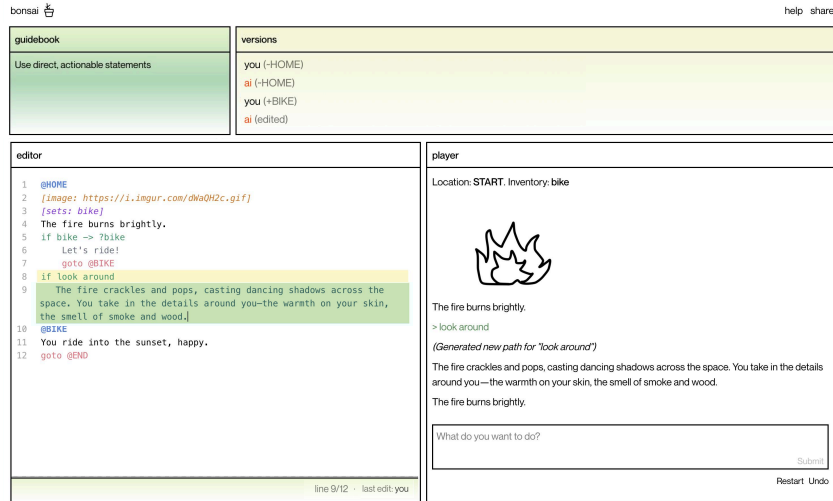 bonsai
help share
guidebook
Use direct, actionable statements
versions
you (-HOME)
ai (-HOME)
you (+BIKE)
ai (edited)
editor
1 @HOME
2 [image: https://i.imgur.com/dWaQH2c.gif]
3 [sets: bike]
4 The fire burns brightly.
5 if bike -> ?bike
6 Let's ride!
7 goto @BIKE
8 if look around
9 The fire crackles and pops, casting dancing shadows across the
space. You take in the details around you—the warmth on your skin,
the smell of smoke and wood.
10 @BIKE
11 You ride into the sunset, happy.
12 goto @END
line 9/12 · last edit: you
player
Location: START. Inventory: bike
The fire burns brightly.
> look around
(Generated new path for "look around")
The fire crackles and pops, casting dancing shadows across the space. You take in the details
around you—the warmth on your skin, the smell of smoke and wood.
The fire burns brightly.
What do you want to do?
Submit
Restart Undo